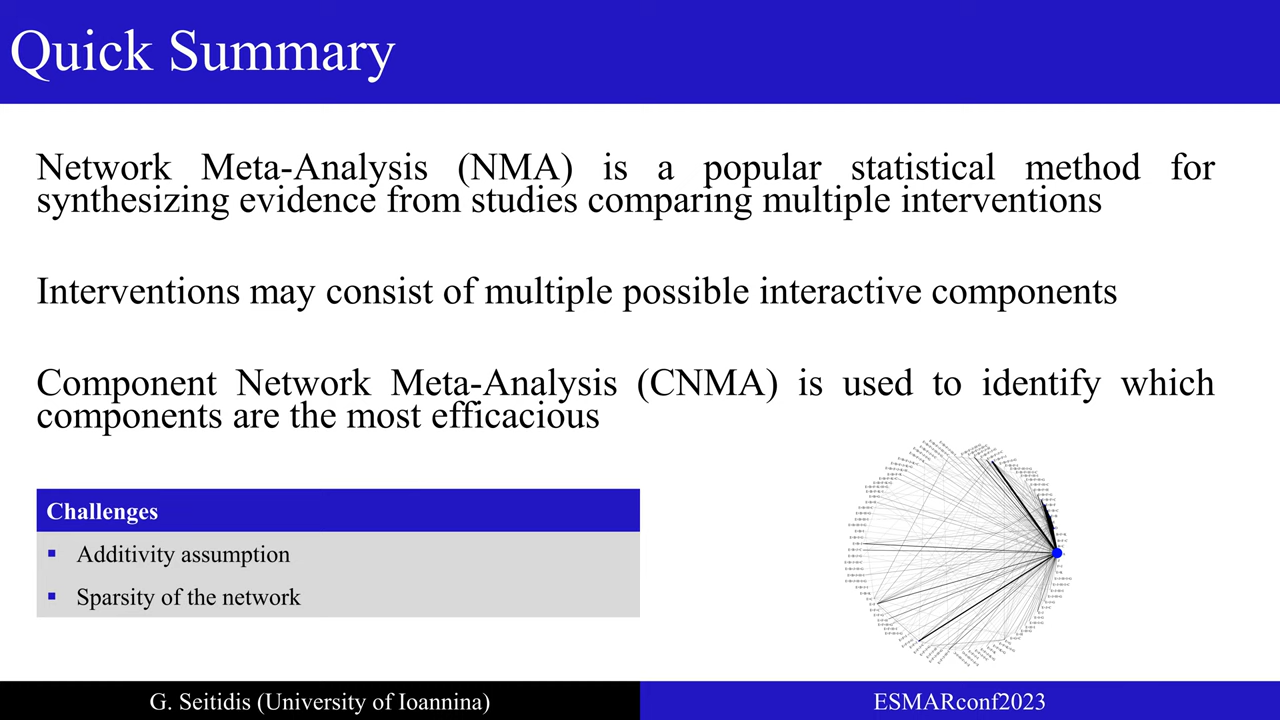 Quick Summary
Network Meta-Analysis (NMA) is a popular statistical method for
synthesizing evidence from studies comparing multiple interventions
Interventions may consist of multiple possible interactive components
Component Network Meta-Analysis (CNMA) is used to identify which
components are the most efficacious
Challenges
▪ Additivity assumption
▪ Sparsity of the network
G. Seitidis (University of Ioannina)
ESMARconf2023